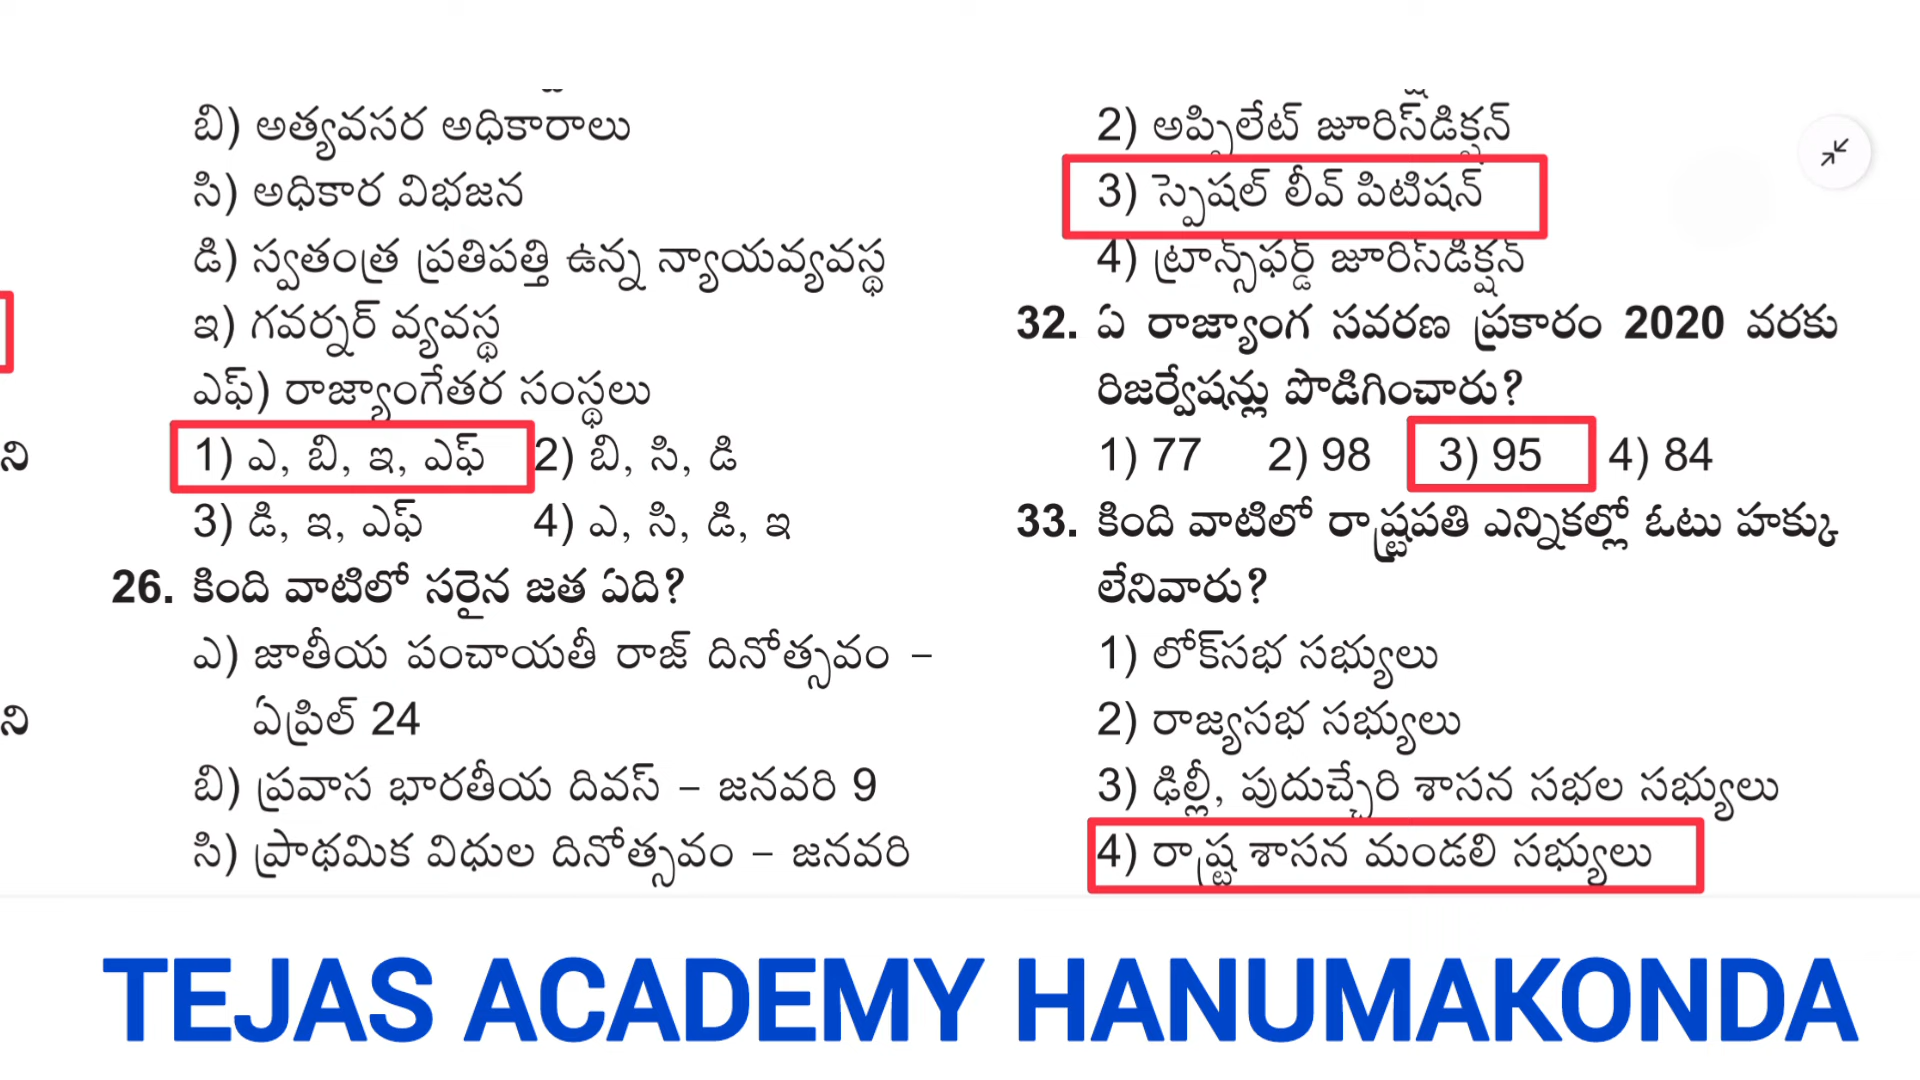 ని
ని
బి) అత్యవసర అధికారాలు
సి) అధికార విభజన
డి) స్వతంత్ర ప్రతిపత్తి ఉన్న న్యాయవ్యవస్థ
ఇ) గవర్నర్ వ్యవస్థ
ఎఫ్) రాజ్యాంగేతర సంస్థలు
1) ఎ, బి, ఇ, ఎఫ్ 2) బి, సి, డి
3) డి, ఇ, ఎఫ్ 4) ఎ, సి, డి, ఇ
26. కింది వాటిలో సరైన జత ఏది?
ఎ) జాతీయ పంచాయతీ రాజ్ దినోత్సవం –
ఏప్రిల్ 24
బి) ప్రవాస భారతీయ దివస్ – జనవరి 9
సి) ప్రాథమిక విధుల దినోత్సవం – జనవరి
2) అప్పిలేట్ జూరిస్‌డిక్షన్
3) స్పెషల్ లీవ్ పిటిషన్
4) ట్రాన్స్‌ఫర్డ్ జూరిస్‌డిక్షన్
32. ఏ రాజ్యాంగ సవరణ ప్రకారం 2020 వరకు
రిజర్వేషన్లు పొడిగించారు?
1) 77 2) 98 3) 95 4) 84
33. కింది వాటిలో రాష్ట్రపతి ఎన్నికల్లో ఓటు హక్కు
లేనివారు?
1) లోక్‌సభ సభ్యులు
2) రాజ్యసభ సభ్యులు
3) ఢిల్లీ, పుదుచ్చేరి శాసన సభల సభ్యులు
4) రాష్ట్ర శాసన మండలి సభ్యులు
TEJAS ACADEMY HANUMAKONDA